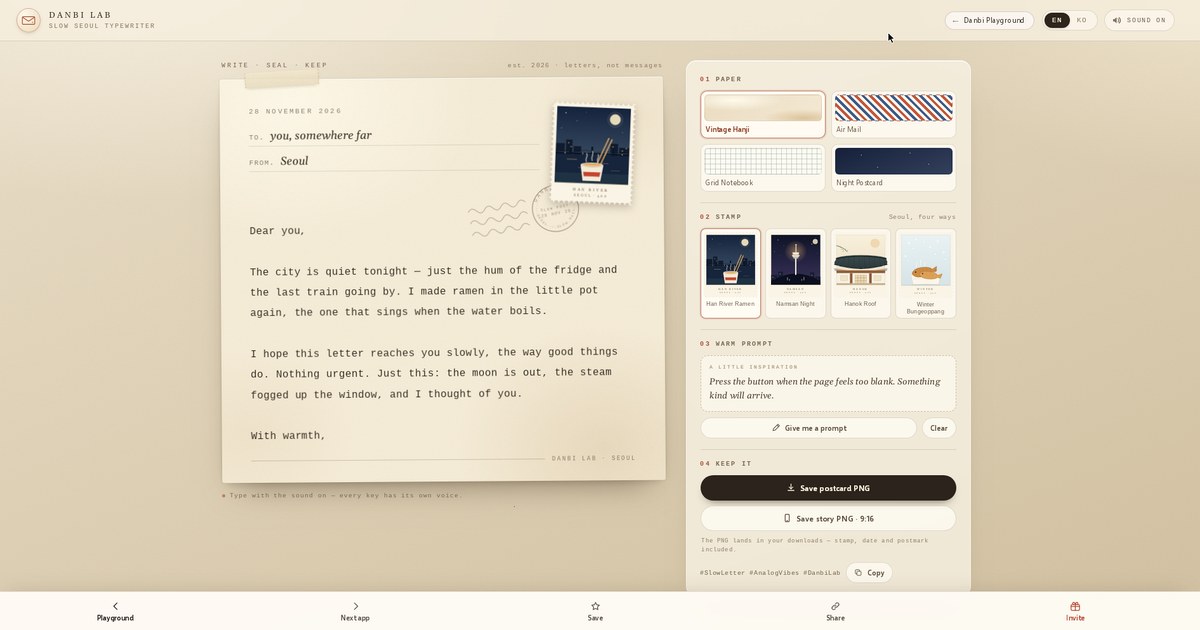 DANBI LAB
SLOW SEOUL TYPEWRITER
← Danbi Playground
EN KO
SOUND ON
WRITE · SEAL · KEEP
est. 2026 · letters, not messages
28 NOVEMBER 2026
TO. you, somewhere far
FROM. Seoul
HAN RIVER
Dear you,
The city is quiet tonight — just the hum of the fridge and
the last train going by. I made ramen in the little pot
again, the one that sings when the water boils.
I hope this letter reaches you slowly, the way good things
do. Nothing urgent. Just this: the moon is out, the steam
fogged up the window, and I thought of you.
With warmth,
DANBI LAB · SEOUL
Type with the sound on — every key has its own voice.
01 PAPER
Vintage Hanji
Air Mail
Grid Notebook
Night Postcard
02 STAMP
Seoul, four ways
Han River Ramen
Namsan Night
Hanok Roof
Winter
Bungeoppang
03 WARM PROMPT
A LITTLE INSPIRATION
Press the button when the page feels too blank. Something
kind will arrive.
Give me a prompt
Clear
04 KEEP IT
Save postcard PNG
Save story PNG · 9:16
The PNG lands in your downloads — stamp, date and postmark
included.
#SlowLetter #AnalogVibes #DanbiLab
Copy
Playground
Next app
Save
Share
Invite